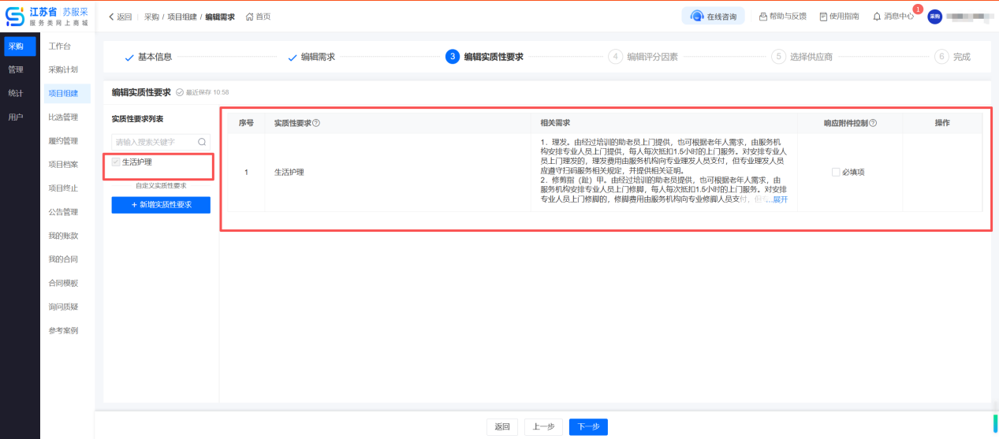 江苏省 苏服采
服务类网上商城
返回 采购 / 项目组建 / 编辑需求 首页
在线咨询 帮助与反馈 使用指南 消息中心 1 采购
采购
管理
统计
用户
工作台
采购计划
项目组建
比选管理
履约管理
项目档案
项目终止
公告管理
我的账款
我的合同
合同模板
询问质疑
参考案例
基本信息 编辑需求 3 编辑实质性要求 4 编辑评分因素 5 选择供应商 6 完成
编辑实质性要求 最近保存 10:58
实质性要求列表
请输入搜索关键字
生活护理
自定义实质性要求
+ 新增实质性要求
序号 实质性要求 相关需求 响应附件控制 操作
1 生活护理
1．理发。由经过培训的助老员上门提供，也可根据老年人需求，由服务机
构安排专业人员上门提供，每人每次抵扣1.5小时的上门服务。对安排专业人
员上门理发的，理发费用由服务机构向专业理发人员支付，但专业理发人员
应遵守扫码服务相关规定，并提供相关证明。
2．修剪指（趾）甲。由经过培训的助老员提供，也可根据老年人需求，由
服务机构安排专业人员上门修脚，每人每次抵扣1.5小时的上门服务。对安排
专业人员上门修脚的，修脚费用由服务机构向专业修脚人员支付，但 ...展开
必填项
返回 上一步 下一步